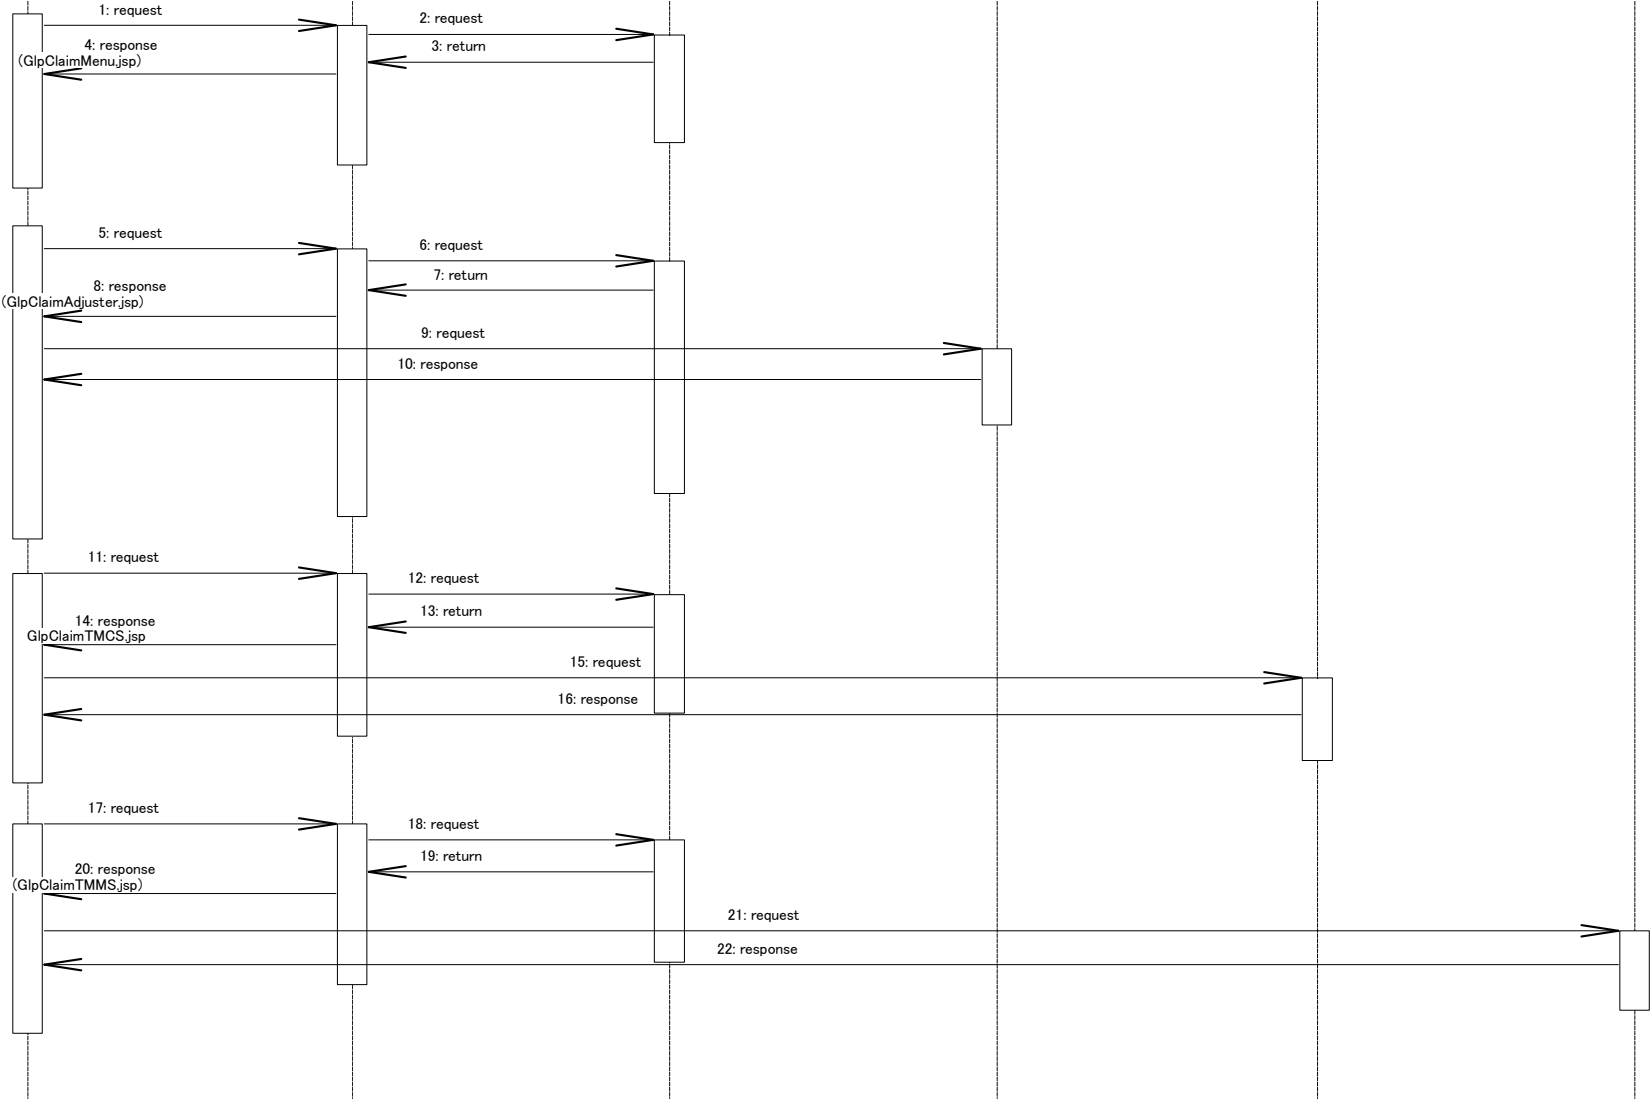 1: request
2: request
3: return
4: response
(GlpClaimMenu.jsp)
5: request
6: request
7: return
8: response
(GlpClaimAdjuster.jsp)
9: request
10: response
11: request
12: request
13: return
14: response
GlpClaimTMCS.jsp
15: request
16: response
17: request
18: request
19: return
20: response
(GlpClaimTMMS.jsp)
21: request
22: response